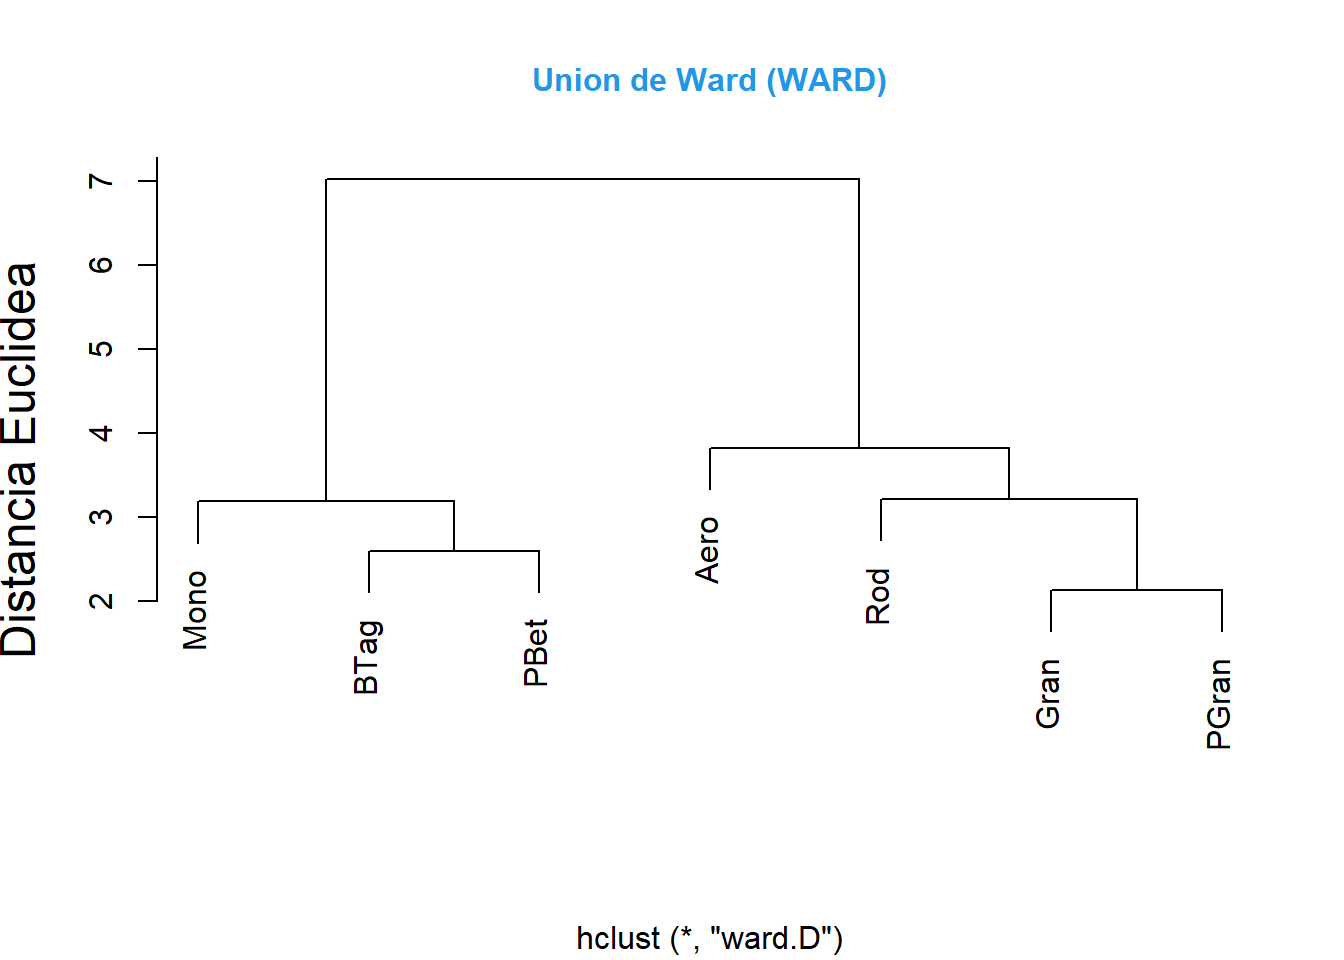 Union de Ward (WARD)
Distancia Euclidea
7
6
5
4
3
2
Mono
BTag
PBet
Aero
Rod
Gran
PGran
hclust (*, "ward.D")